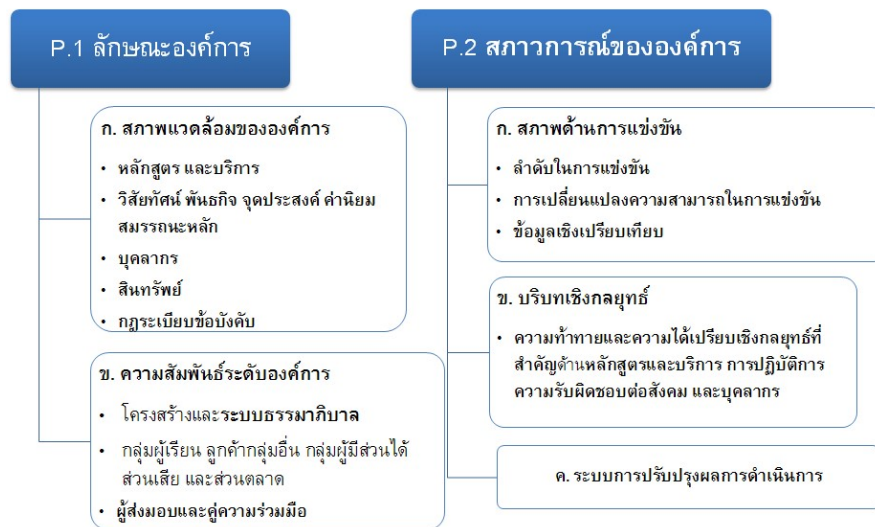 P.1 ลักษณะองค์การ
ก. สภาพแวดล้อมขององค์การ
• หลักสูตร และบริการ
• วิสัยทัศน์ พันธกิจ จุดประสงค์ ค่านิยม
สมรรถนะหลัก
• บุคลากร
• สินทรัพย์
• กฎระเบียบข้อบังคับ
ข. ความสัมพันธ์ระดับองค์การ
• โครงสร้างและระบบธรรมาภิบาล
• กลุ่มผู้เรียน ลูกค้ากลุ่มอื่น กลุ่มผู้มีส่วนได้
ส่วนเสีย และส่วนตลาด
• ผู้ส่งมอบและคู่ความร่วมมือ
P.2 สภาวการณ์ขององค์การ
ก. สภาพด้านการแข่งขัน
• ลำดับในการแข่งขัน
• การเปลี่ยนแปลงความสามารถในการแข่งขัน
• ข้อมูลเชิงเปรียบเทียบ
ข. บริบทเชิงกลยุทธ์
• ความท้าทายและความได้เปรียบเชิงกลยุทธ์ที่
สำคัญด้านหลักสูตรและบริการ การปฏิบัติการ
ความรับผิดชอบต่อสังคม และบุคลากร
ค. ระบบการปรับปรุงผลการดำเนินการ